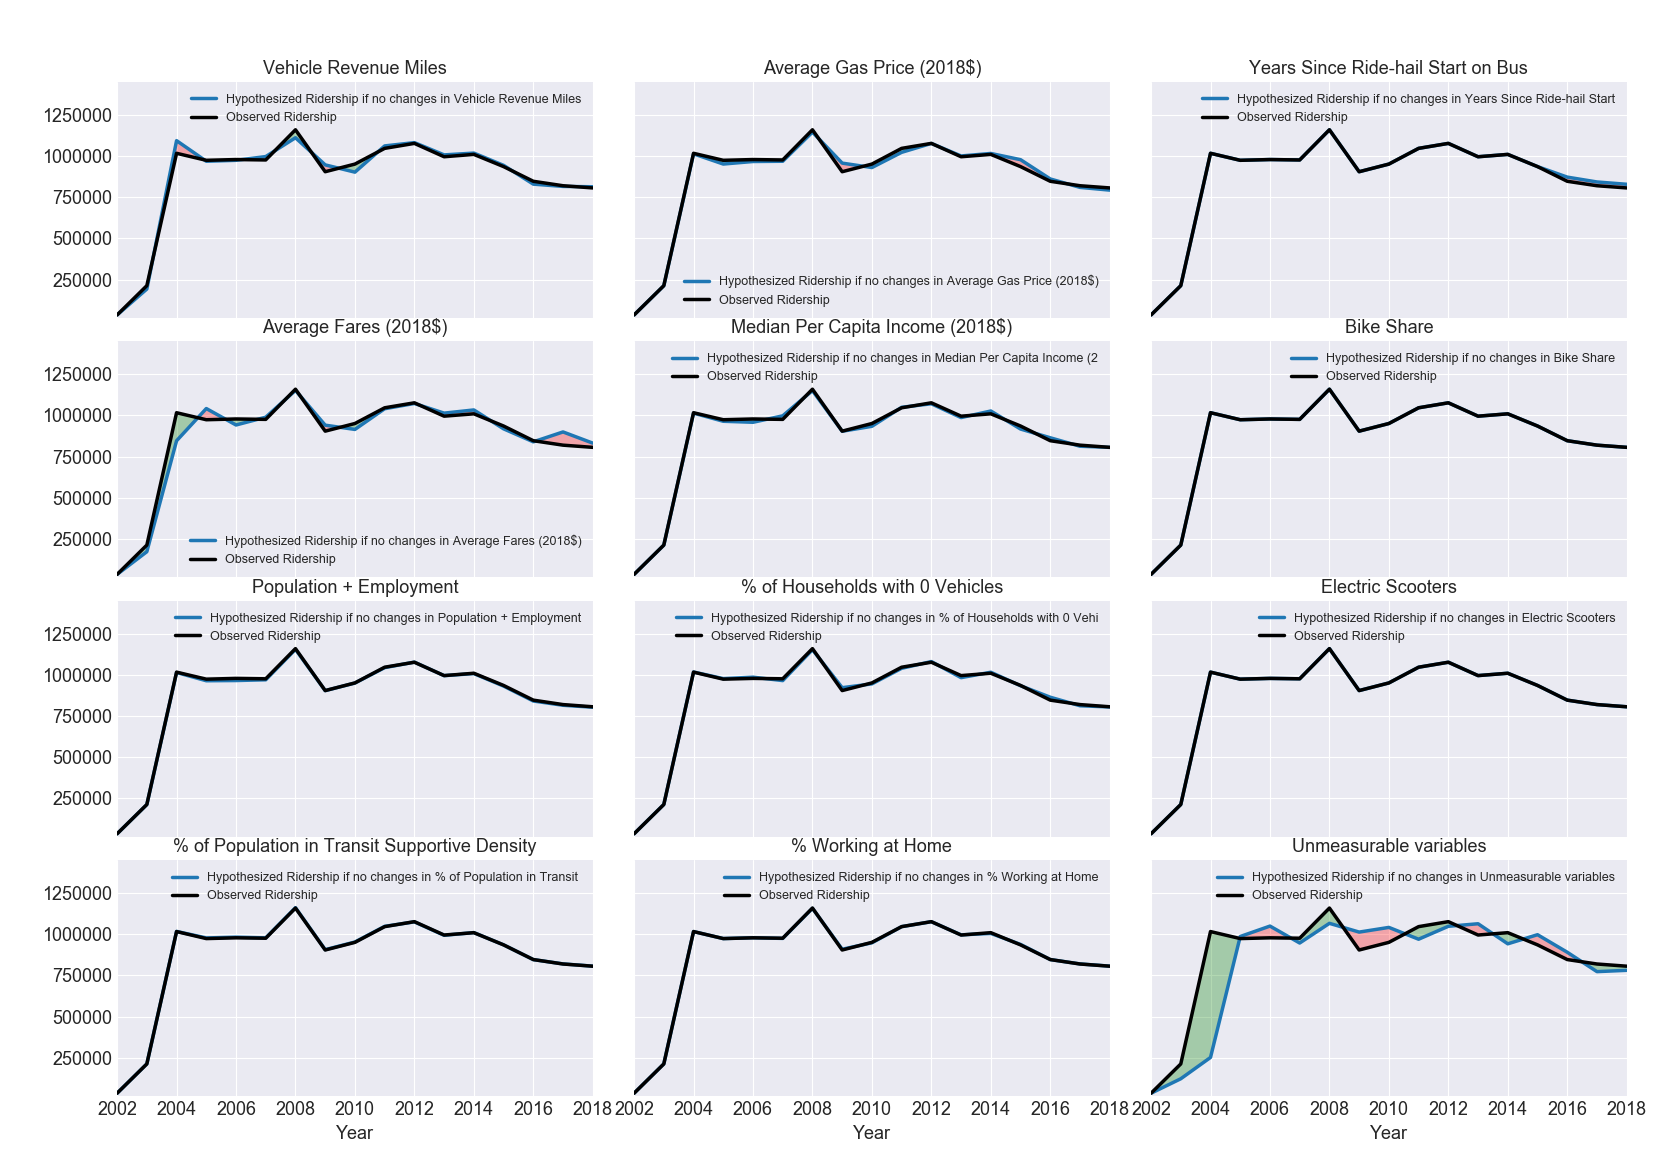 Vehicle Revenue Miles
Hypothesized Ridership if no changes in Vehicle Revenue Miles
Observed Ridership
1250000
1000000
750000
500000
250000
Average Gas Price (2018$)
Hypothesized Ridership if no changes in Average Gas Price (2018$)
Observed Ridership
Years Since Ride-hail Start on Bus
Hypothesized Ridership if no changes in Years Since Ride-hail Start
Observed Ridership
Average Fares (2018$)
1250000
1000000
750000
500000
250000
Hypothesized Ridership if no changes in Average Fares (2018$)
Observed Ridership
Median Per Capita Income (2018$)
Hypothesized Ridership if no changes in Median Per Capita Income (2
Observed Ridership
Bike Share
Hypothesized Ridership if no changes in Bike Share
Observed Ridership
Population + Employment
Hypothesized Ridership if no changes in Population + Employment
Observed Ridership
1250000
1000000
750000
500000
250000
% of Households with 0 Vehicles
Hypothesized Ridership if no changes in % of Households with 0 Vehi
Observed Ridership
Electric Scooters
Hypothesized Ridership if no changes in Electric Scooters
Observed Ridership
% of Population in Transit Supportive Density
Hypothesized Ridership if no changes in % of Population in Transit
Observed Ridership
1250000
1000000
750000
500000
250000
2002 2004 2006 2008 2010 2012 2014 2016 2018
Year
% Working at Home
Hypothesized Ridership if no changes in % Working at Home
Observed Ridership
2002 2004 2006 2008 2010 2012 2014 2016 2018
Year
Unmeasurable variables
Hypothesized Ridership if no changes in Unmeasurable variables
Observed Ridership
2002 2004 2006 2008 2010 2012 2014 2016 2018
Year